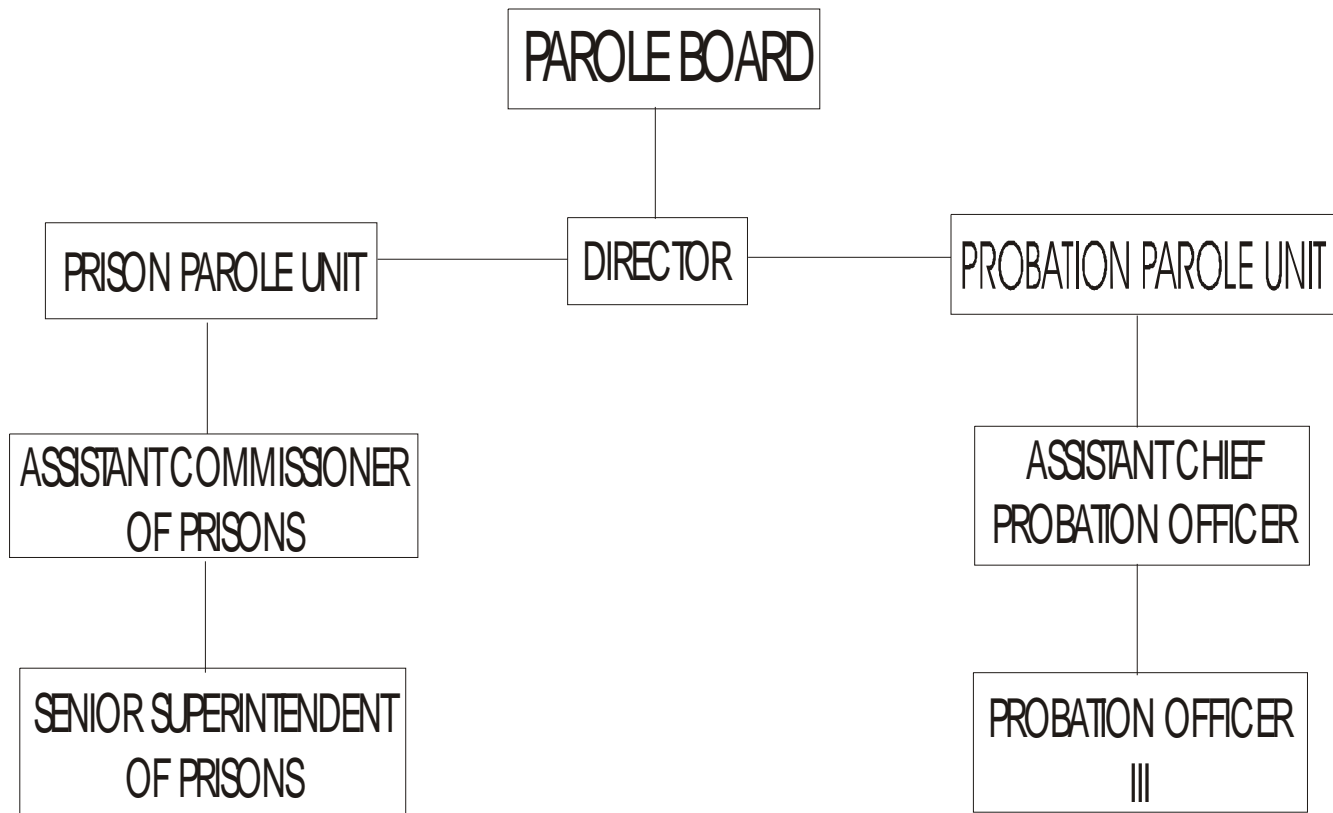 PAROLE BOARD
PRISON PAROLE UNIT
DIRECTOR
PROBATION PAROLE UNIT
ASSISTANT COMMISSIONER
OF PRISONS
ASSISTANT CHIEF
PROBATION OFFICER
SENIOR SUPERINTENDENT
OF PRISONS
PROBATION OFFICER
III